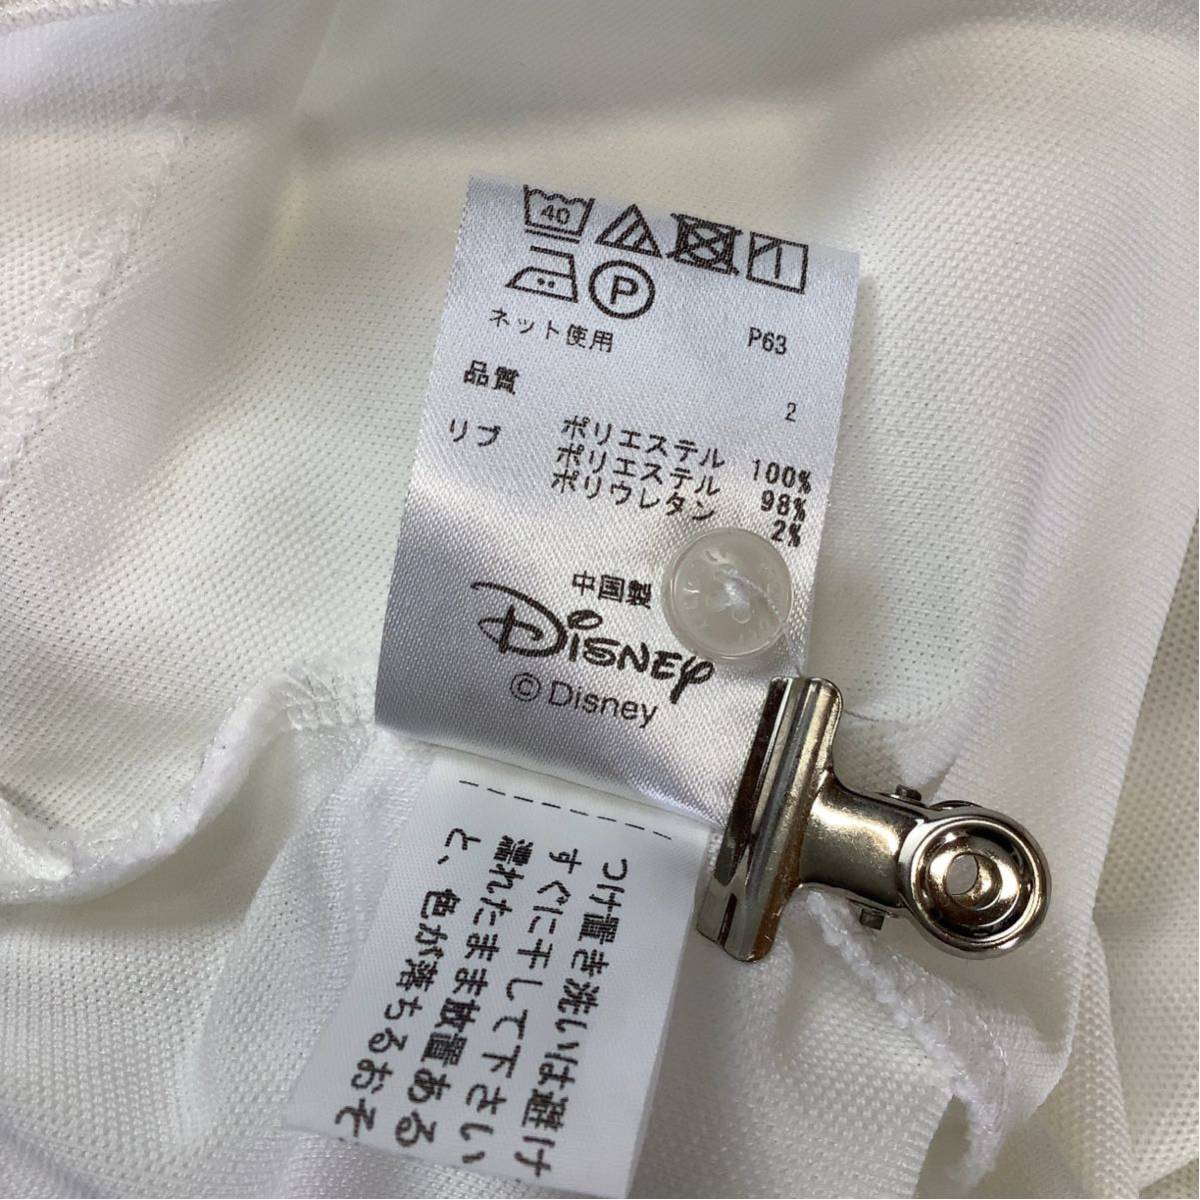 40
P
ネット使用 P63
品質 2
ポリエステル 100%
リブ ポリエステル 98%
ポリウレタン 2%
中国製
Disney
© Disney
つけ置き洗いは避け
すぐに干して下さい
濡れたまま放置ある
と、色が落ちるおそ